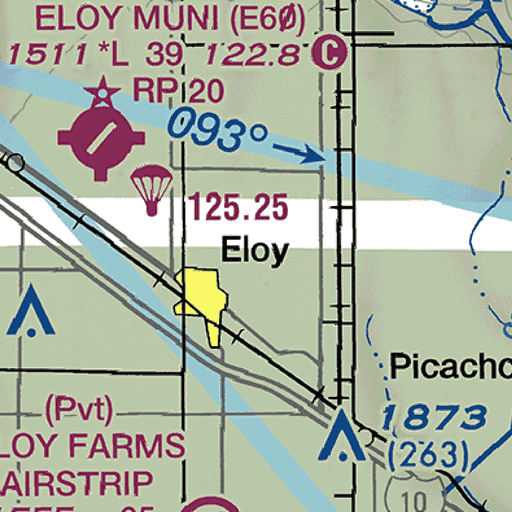 ELOY MUNI (E6Ø)
1511 *L 39 122.8 C
RP 20
093°
125.25
Eloy
Picacho
(Pvt)
1873
LOY FARMS
(263)
AIRSTRIP
10